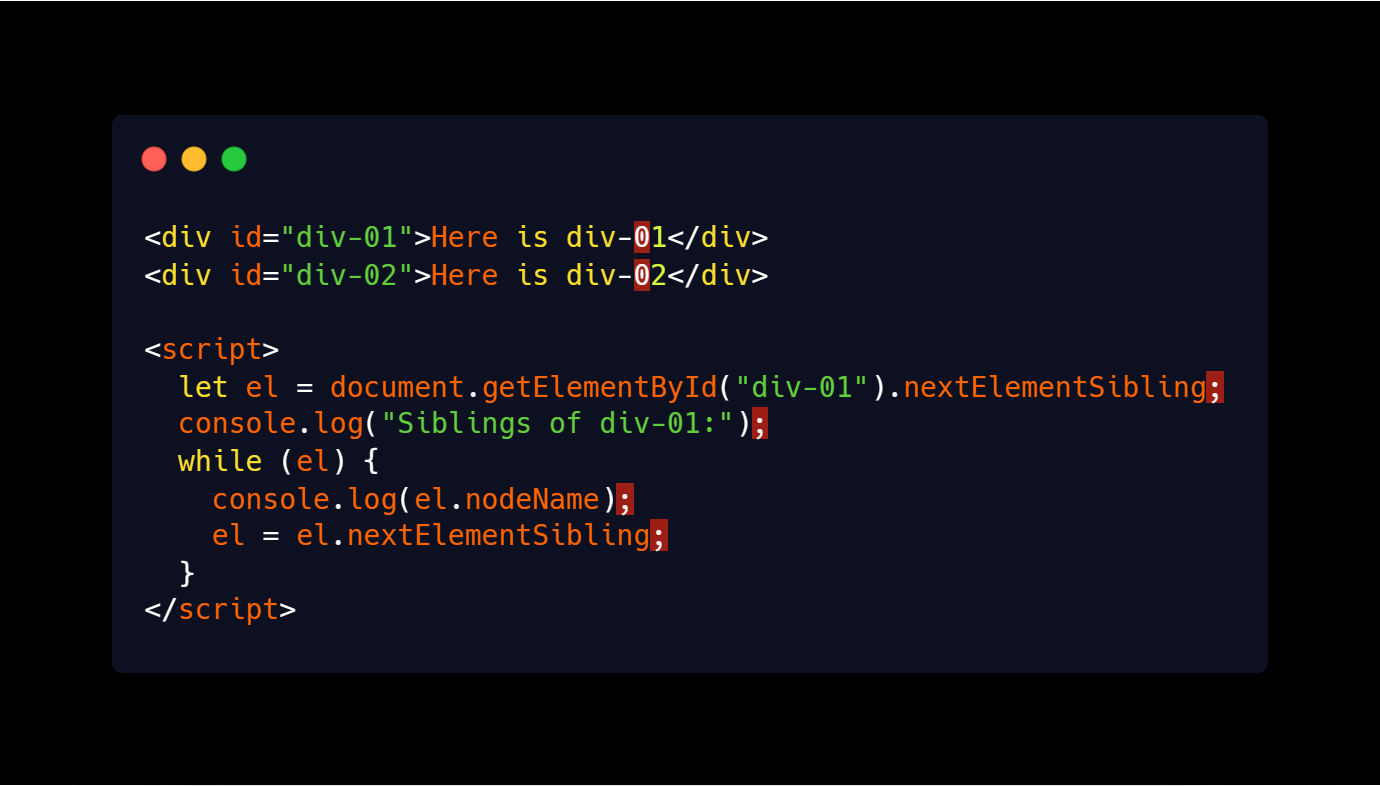 <div id="div-01">Here is div-01</div>
<div id="div-02">Here is div-02</div>
<script>
  let el = document.getElementById("div-01").nextElementSibling;
  console.log("Siblings of div-01:");
  while (el) {
    console.log(el.nodeName);
    el = el.nextElementSibling;
  }
</script>